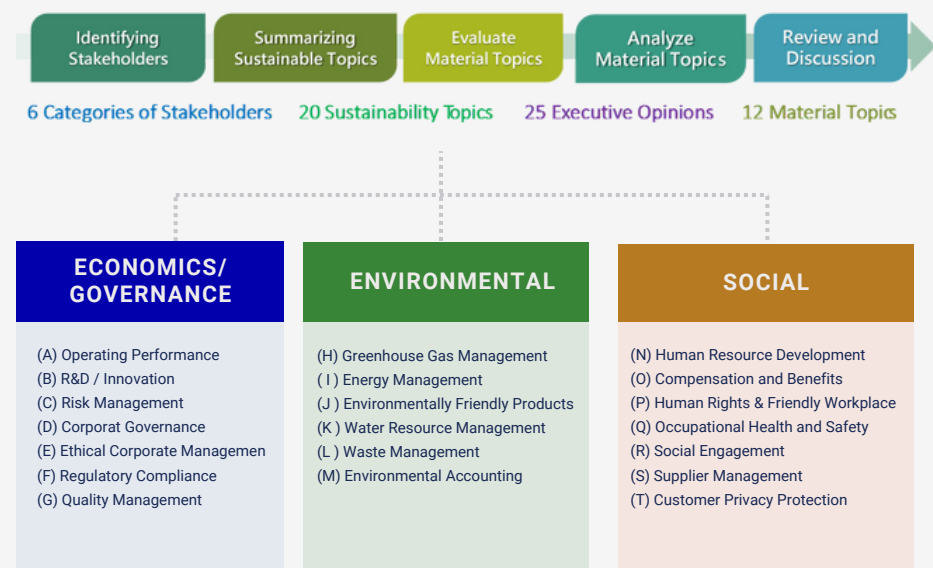 Identifying
Stakeholders
Summarizing
Sustainable Topics
Evaluate
Material Topics
Analyze
Material Topics
Review and
Discussion
6 Categories of Stakeholders
20 Sustainability Topics
25 Executive Opinions
12 Material Topics
ECONOMICS/
GOVERNANCE
(A) Operating Performance
(B) R&D / Innovation
(C) Risk Management
(D) Corporat Governance
(E) Ethical Corporate Managemen
(F) Regulatory Compliance
(G) Quality Management
ENVIRONMENTAL
(H) Greenhouse Gas Management
( I ) Energy Management
(J ) Environmentally Friendly Products
(K ) Water Resource Management
(L ) Waste Management
(M) Environmental Accounting
SOCIAL
(N) Human Resource Development
(O) Compensation and Benefits
(P) Human Rights & Friendly Workplace
(Q) Occupational Health and Safety
(R) Social Engagement
(S) Supplier Management
(T) Customer Privacy Protection